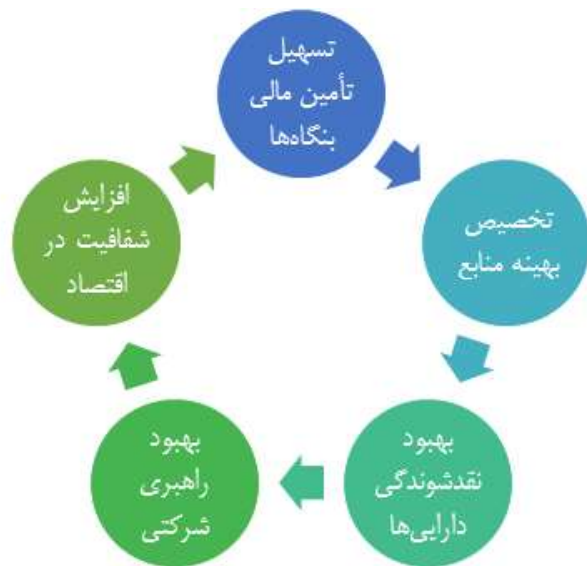 تسهیل
تأمین مالی
بنگاه‌ها
تخصیص
بهینه منابع
بهبود
نقدشوندگی
دارایی‌ها
بهبود
راهبری
شرکتی
افزایش
شفافیت در
اقتصاد